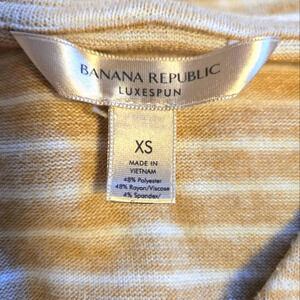 BANANA REPUBLIC
LUXESPUN
XS
MADE IN
VIETNAM
48% Polyester
48% Rayon/Viscose
4% Spandex/